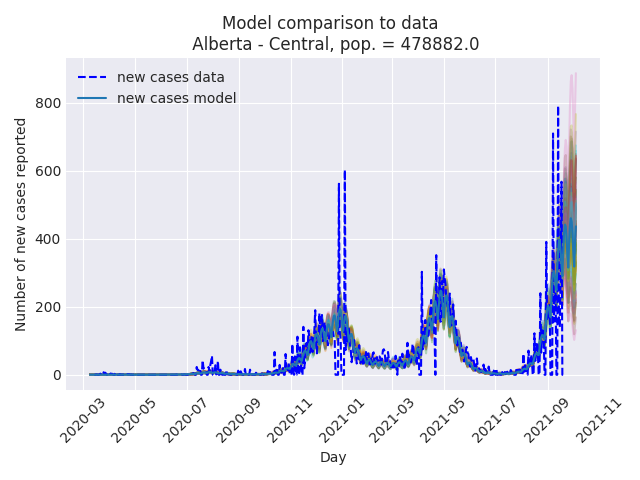 Model comparison to data
Alberta - Central, pop. = 478882.0
new cases data
new cases model
Number of new cases reported
800
600
400
200
0
2020-03
2020-05
2020-07
2020-09
2020-11
2021-01
2021-03
2021-05
2021-07
2021-09
2021-11
Day